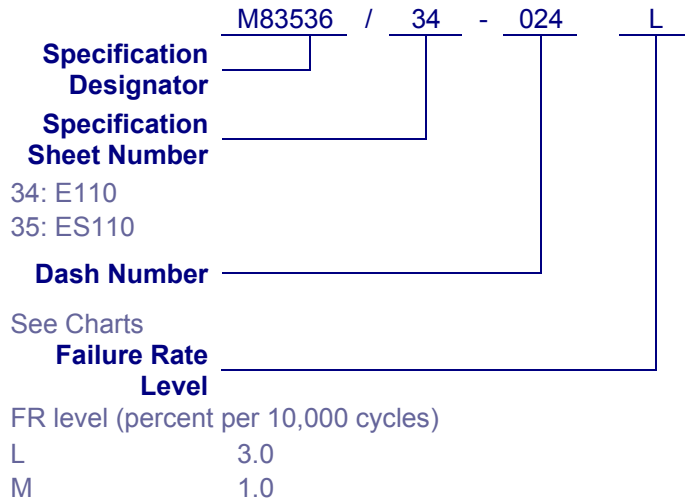 M83536 / 34 - 024 L
Specification
Designator
Specification
Sheet Number
34: E110
35: ES110
Dash Number
See Charts
Failure Rate
Level
FR level (percent per 10,000 cycles)
L 3.0
M 1.0